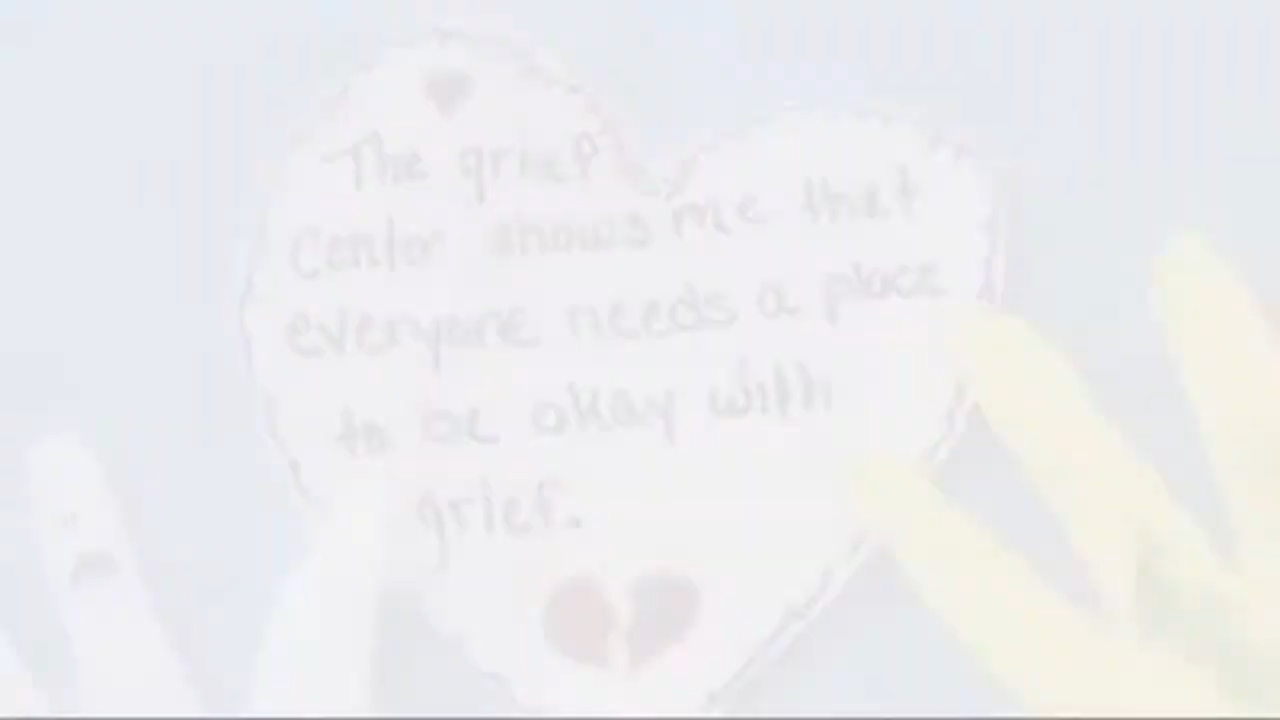 The grief
Center shows me that
everyone needs a place
to be okay with
grief.